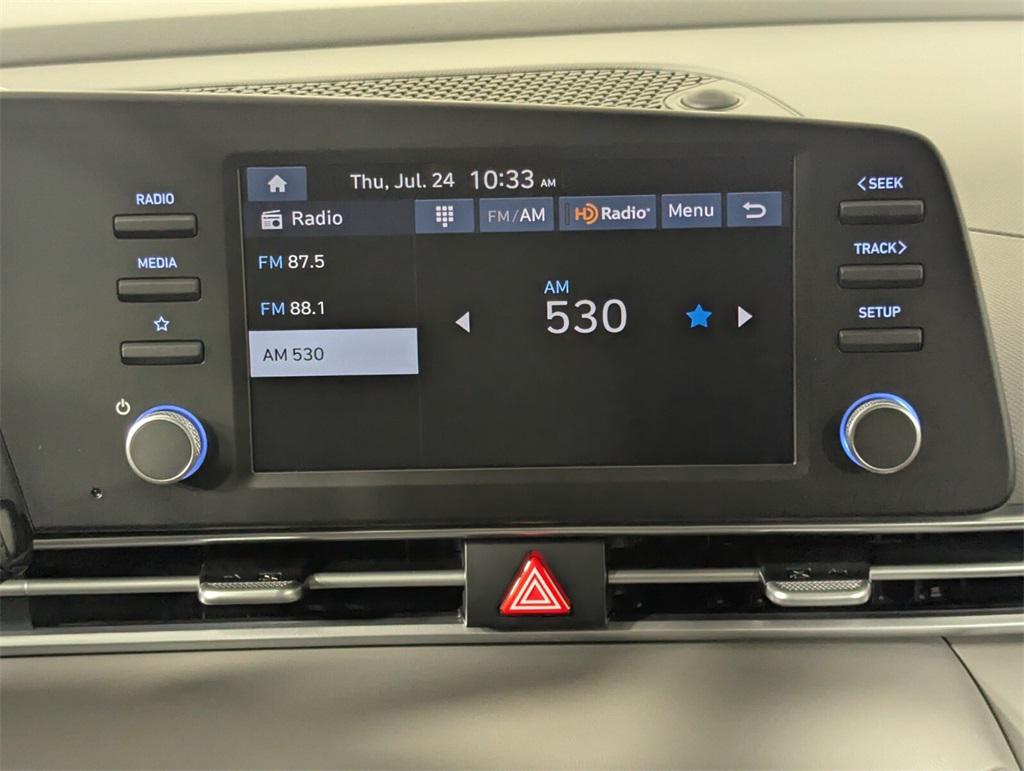 RADIO
MEDIA
Thu, Jul. 24 10:33 AM
Radio
FM/AM
HD Radio
Menu
FM 87.5
FM 88.1
AM 530
AM
530
<SEEK
TRACK>
SETUP